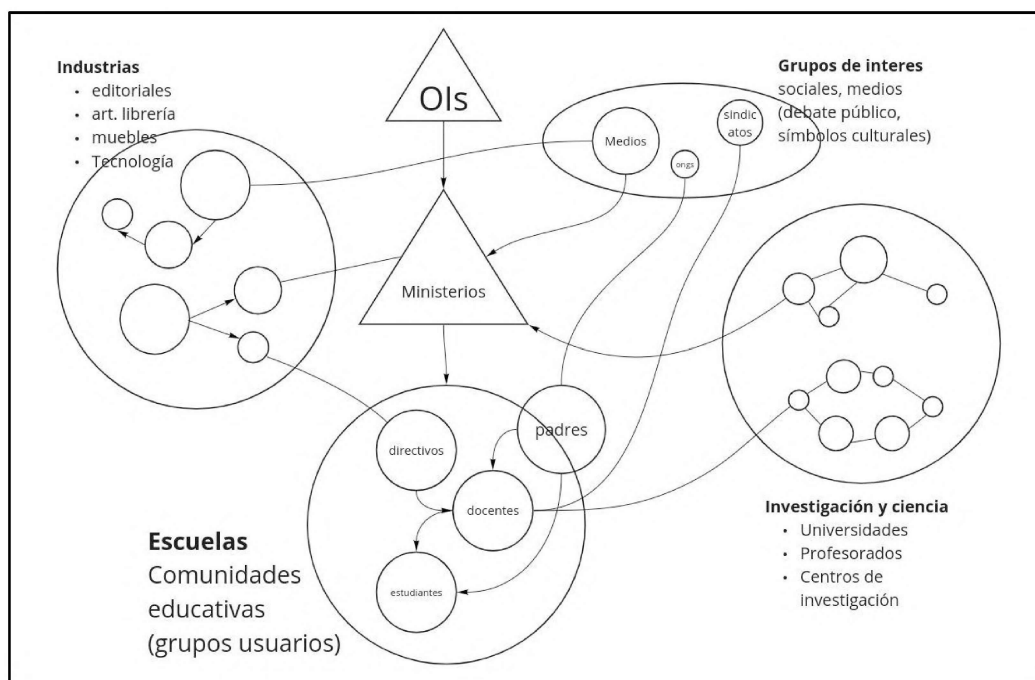 Industrias
• editoriales
• art. librería
• muebles
• Tecnología
OIs
Grupos de interes
sociales, medios
(debate público,
símbolos culturales)
Medios
sindic
atos
ongs
Ministerios
directivos
padres
docentes
estudiantes
Escuelas
Comunidades
educativas
(grupos usuarios)
Investigación y ciencia
• Universidades
• Profesorados
• Centros de
investigación